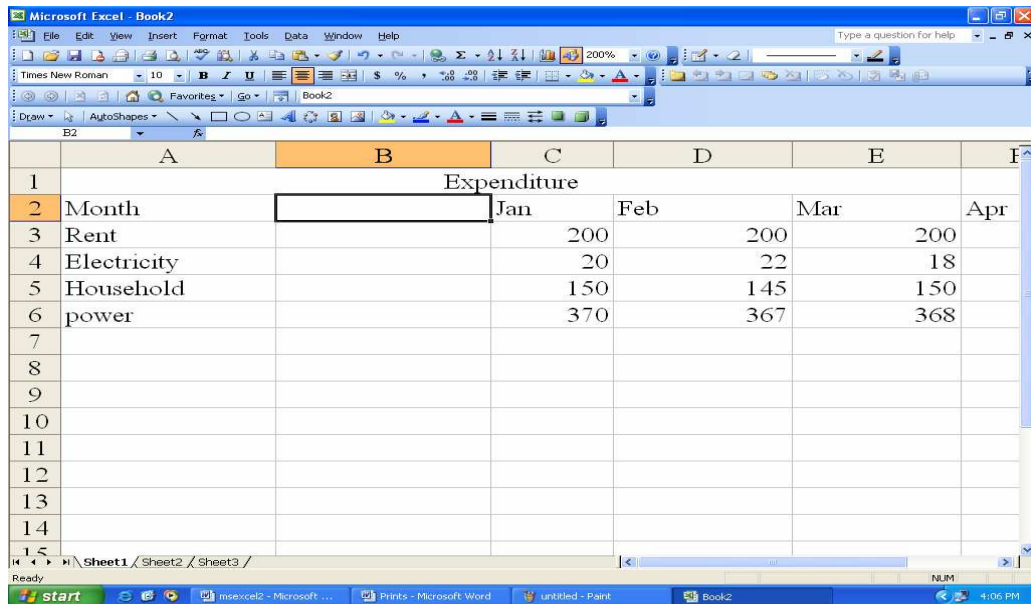 Microsoft Excel - Book2
File Edit View Insert Format Tools Data Window Help Type a question for help
200%
Times New Roman 10 B I U $ % ,
Favorites Go Book2
Draw AutoShapes
B2 fx
A B C D E F
1 Expenditure
2 Month Jan Feb Mar Apr
3 Rent 200 200 200
4 Electricity 20 22 18
5 Household 150 145 150
6 power 370 367 368
7
8
9
10
11
12
13
14
15
Sheet1 Sheet2 Sheet3
Ready NUM
start msexcel2 - Microsoft ... Prints - Microsoft Word untitled - Paint Book2 4:06 PM